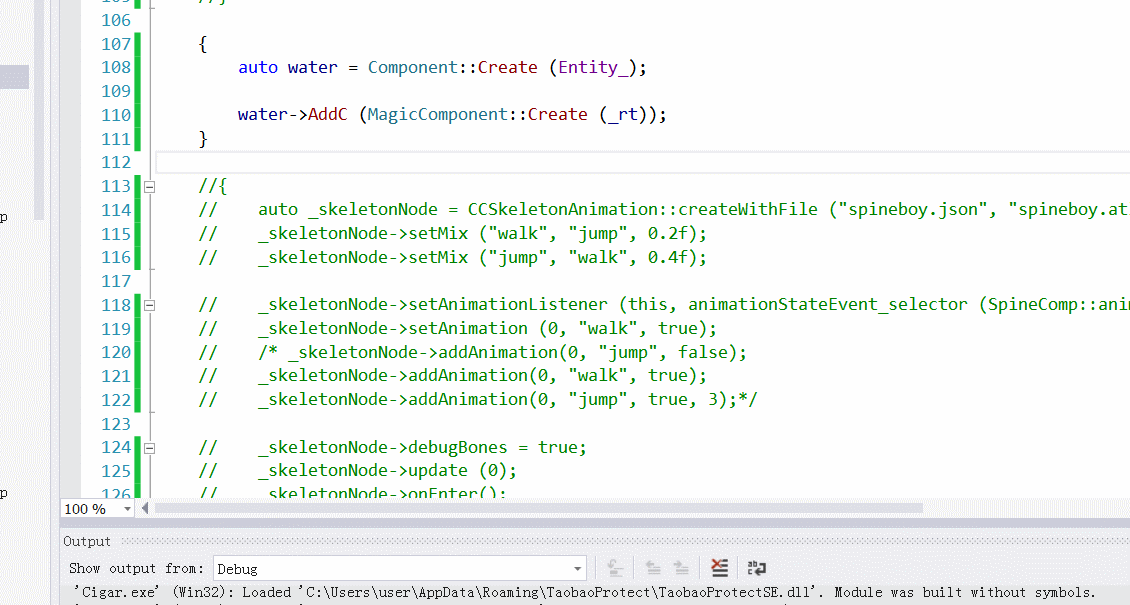 106
107 {
108 auto water = Component::Create (Entity_);
109
110 water->AddC (MagicComponent::Create (_rt));
111 }
112
113 //{
114 // auto _skeletonNode = CCSkeletonAnimation::createWithFile ("spineboy.json", "spineboy.at
115 // _skeletonNode->setMix ("walk", "jump", 0.2f);
116 // _skeletonNode->setMix ("jump", "walk", 0.4f);
117
118 // _skeletonNode->setAnimationListener (this, animationStateEvent_selector (SpineComp::ani
119 // _skeletonNode->setAnimation (0, "walk", true);
120 // /* _skeletonNode->addAnimation(0, "jump", false);
121 // _skeletonNode->addAnimation(0, "walk", true);
122 // _skeletonNode->addAnimation(0, "jump", true, 3);*/
123
124 // _skeletonNode->debugBones = true;
125 // _skeletonNode->update (0);
126 // _skeletonNode->onEnter();
p
p
100 %
Output
Show output from: Debug
'Cigar.exe' (Win32): Loaded 'C:\Users\user\AppData\Roaming\TaobaoProtect\TaobaoProtectSE.dll'. Module was built without symbols.